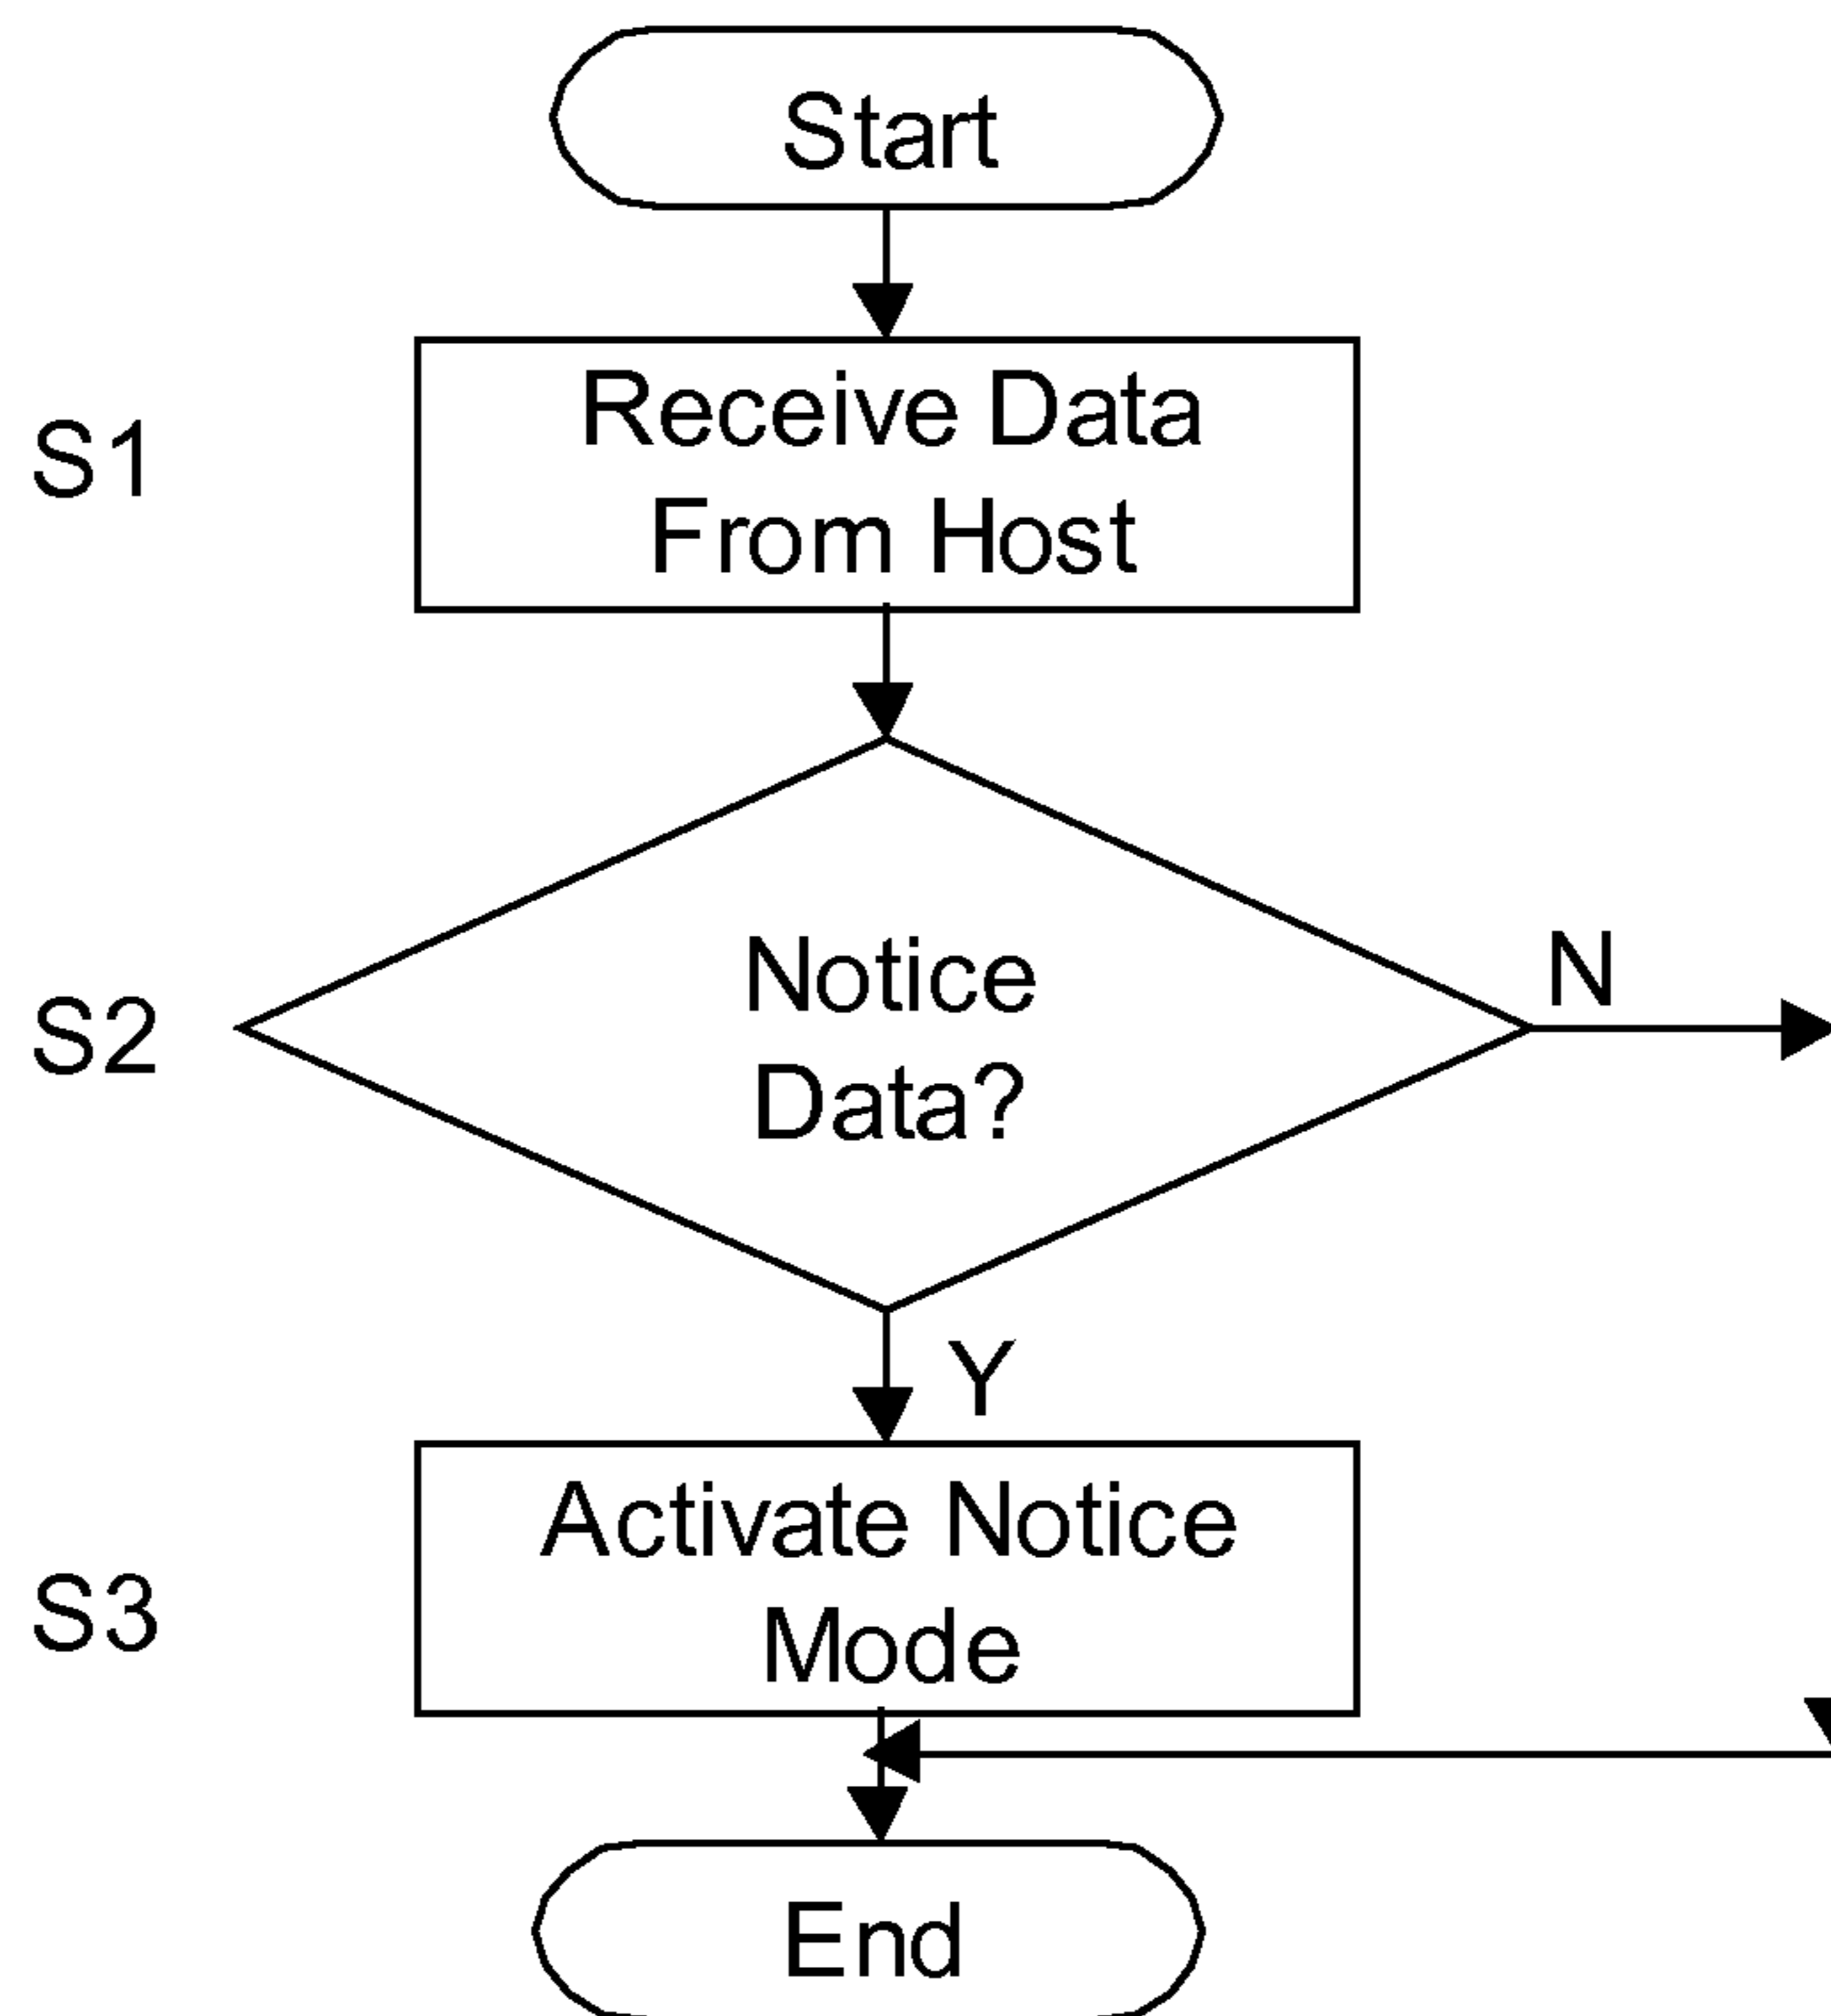 Start
S1
Receive Data
From Host
S2
Notice
Data?
N
Y
S3
Activate Notice
Mode
End